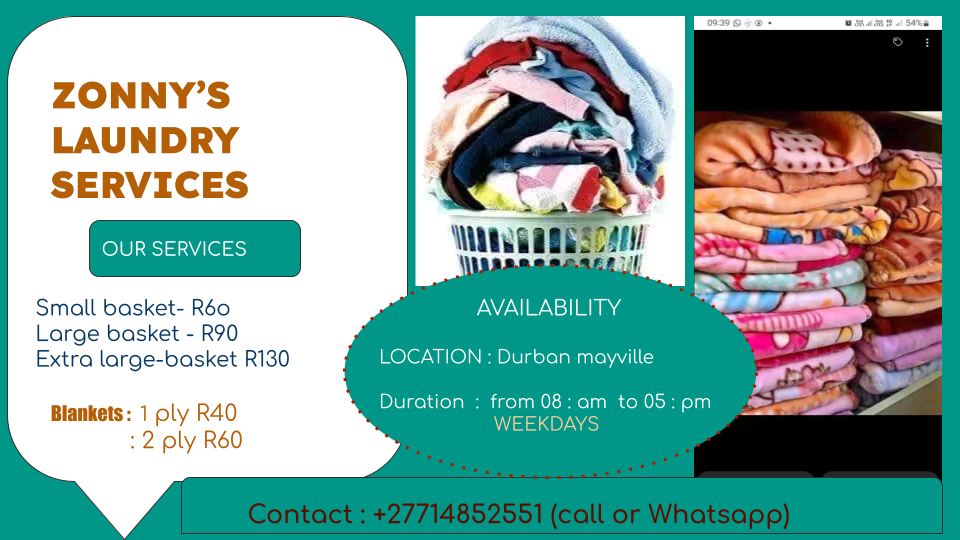 ZONNY’S
LAUNDRY
SERVICES
OUR SERVICES
Small basket- R6o
Large basket - R90
Extra large-basket R130
Blankets : 1 ply R40
: 2 ply R60
09:39
54%
AVAILABILITY
LOCATION : Durban mayville
Duration : from 08 : am to 05 : pm
WEEKDAYS
Contact : +27714852551 (call or Whatsapp)